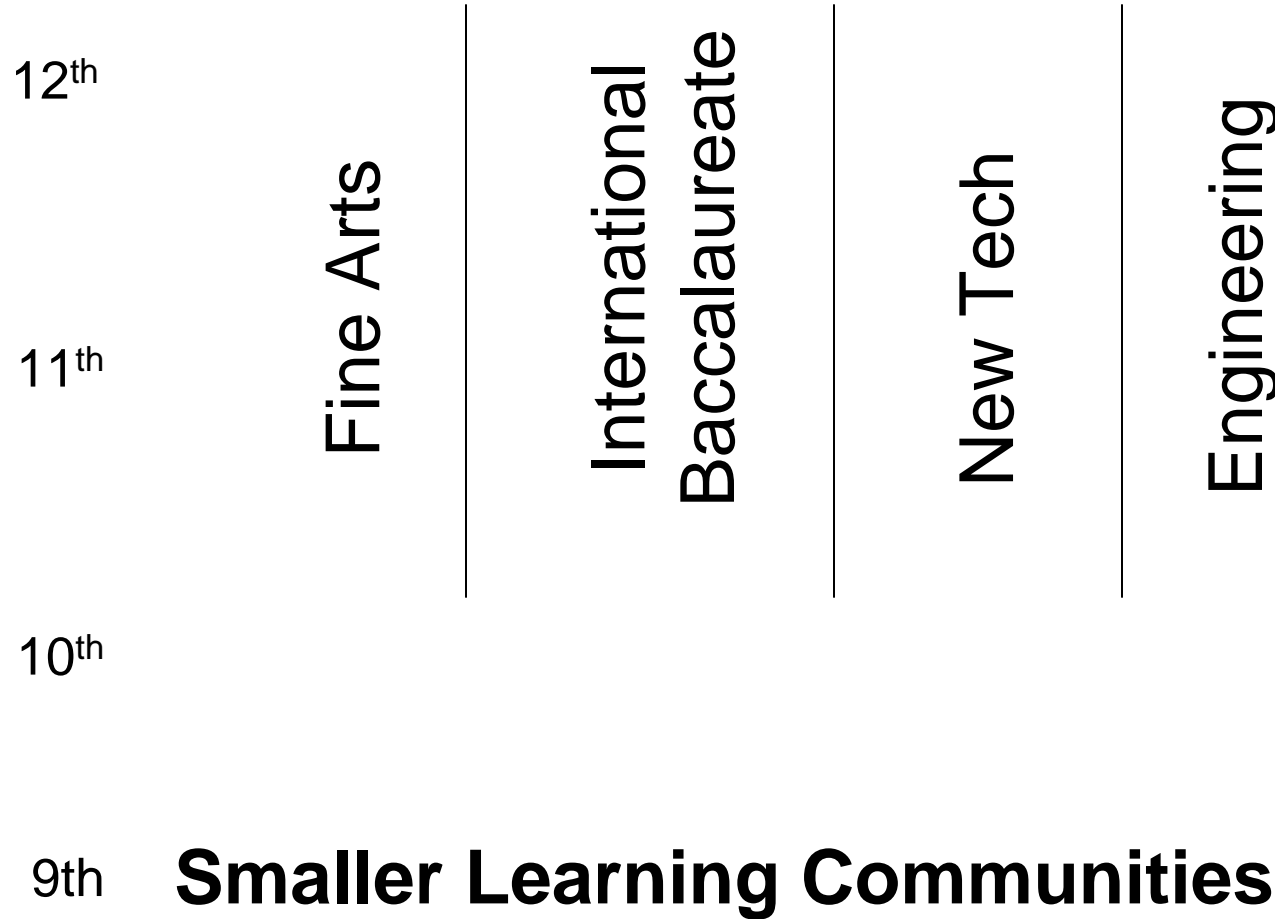 12th
Fine Arts
International
Baccalaureate
New Tech
Engineering
11th
10th
9th Smaller Learning Communities